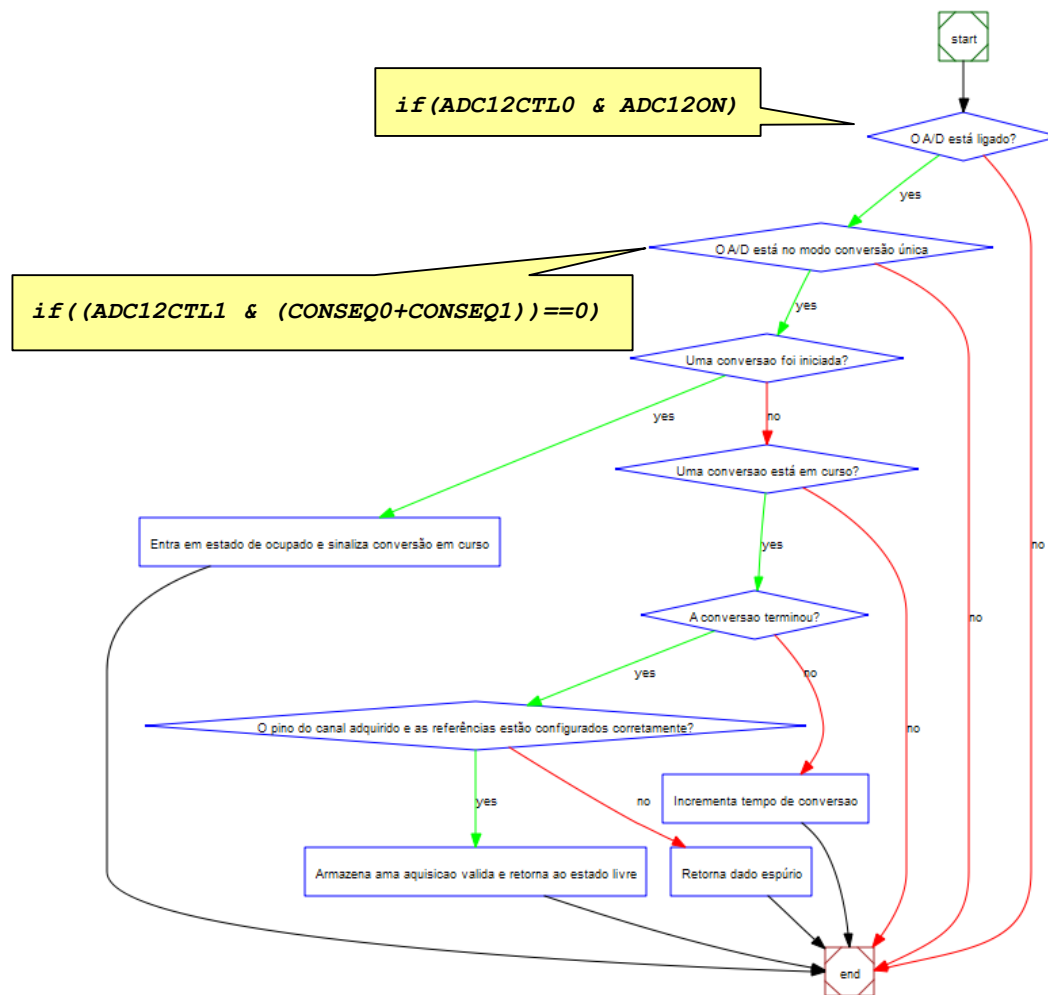 start
if(ADC12CTL0 & ADC12ON)
O A/D está ligado?
yes
O A/D está no modo conversão única
if((ADC12CTL1 & (CONSEQ0+CONSEQ1))==0)
yes
Uma conversao foi iniciada?
yes
no
Uma conversao está em curso?
Entra em estado de ocupado e sinaliza conversão em curso
yes
no
A conversao terminou?
no
yes
no
O pino do canal adquirido e as referências estão configurados corretamente?
no
yes
no
Incrementa tempo de conversao
Armazena ama aquisicao valida e retorna ao estado livre
Retorna dado espúrio
end